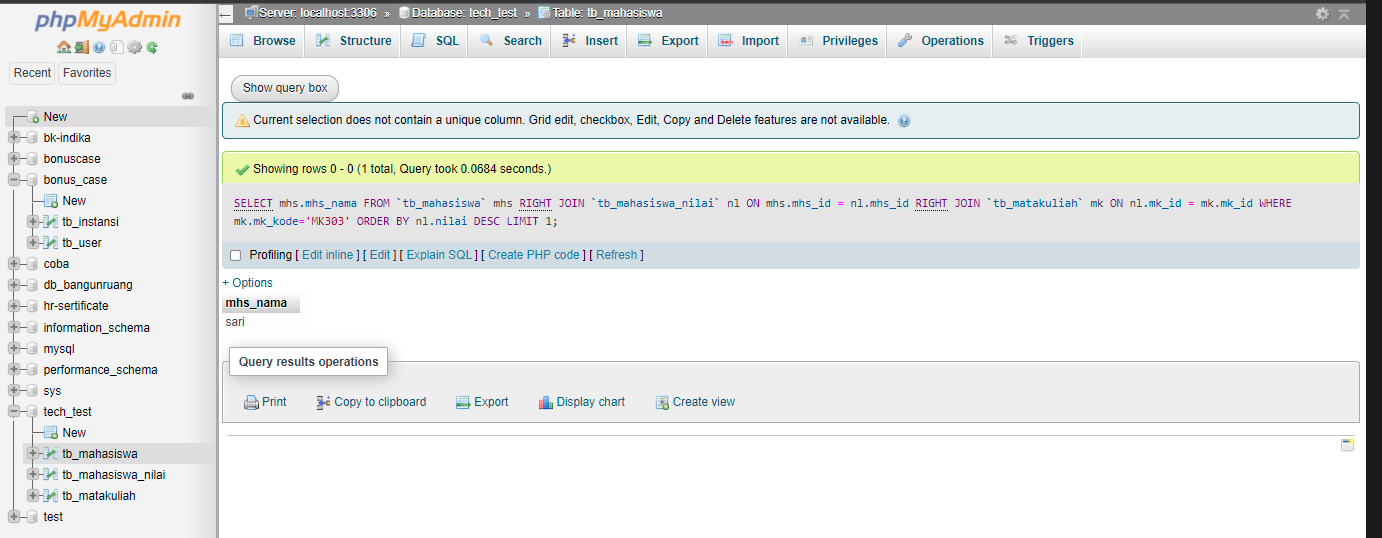 phpMyAdmin
Recent
Favorites
New
bk-indika
bonuscase
bonus_case
New
tb_instansi
tb_user
coba
db_bangunruang
hr-sertificate
information_schema
mysql
performance_schema
sys
tech_test
New
tb_mahasiswa
tb_mahasiswa_nilai
tb_matakuliah
test
Server: localhost:3306 » Database: tech_test » Table: tb_mahasiswa
Browse Structure SQL Search Insert Export Import Privileges Operations Triggers
Show query box
Current selection does not contain a unique column. Grid edit, checkbox, Edit, Copy and Delete features are not available.
Showing rows 0 - 0 (1 total, Query took 0.0684 seconds.)
SELECT mhs.mhs_nama FROM `tb_mahasiswa` mhs RIGHT JOIN `tb_mahasiswa_nilai` nl ON mhs.mhs_id = nl.mhs_id RIGHT JOIN `tb_matakuliah` mk ON nl.mk_id = mk.mk_id WHERE
mk.mk_kode='MK303' ORDER BY nl.nilai DESC LIMIT 1;
Profiling [ Edit inline ] [ Edit ] [ Explain SQL ] [ Create PHP code ] [ Refresh ]
+ Options
mhs_nama
sari
Query results operations
Print Copy to clipboard Export Display chart Create view